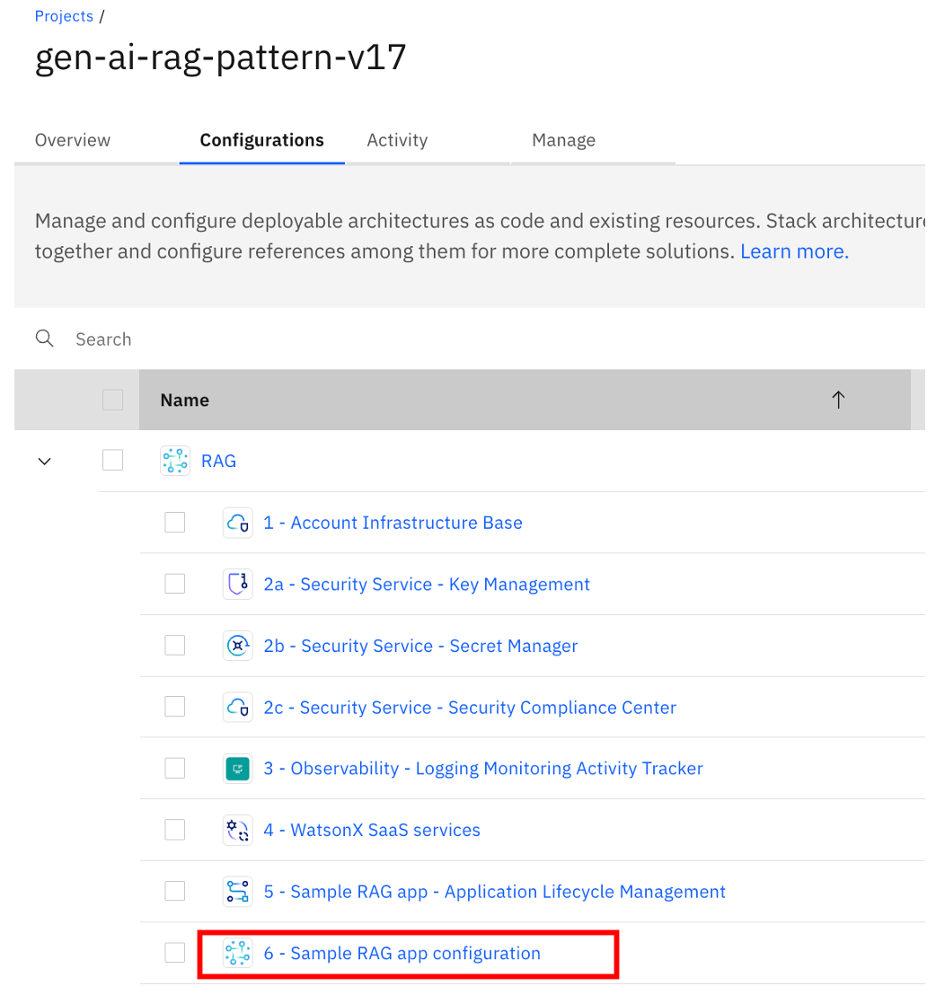 Projects /
gen-ai-rag-pattern-v17
Overview Configurations Activity Manage
Manage and configure deployable architectures as code and existing resources. Stack architecture
together and configure references among them for more complete solutions. Learn more.
Search
Name
RAG
1 - Account Infrastructure Base
2a - Security Service - Key Management
2b - Security Service - Secret Manager
2c - Security Service - Security Compliance Center
3 - Observability - Logging Monitoring Activity Tracker
4 - WatsonX SaaS services
5 - Sample RAG app - Application Lifecycle Management
6 - Sample RAG app configuration